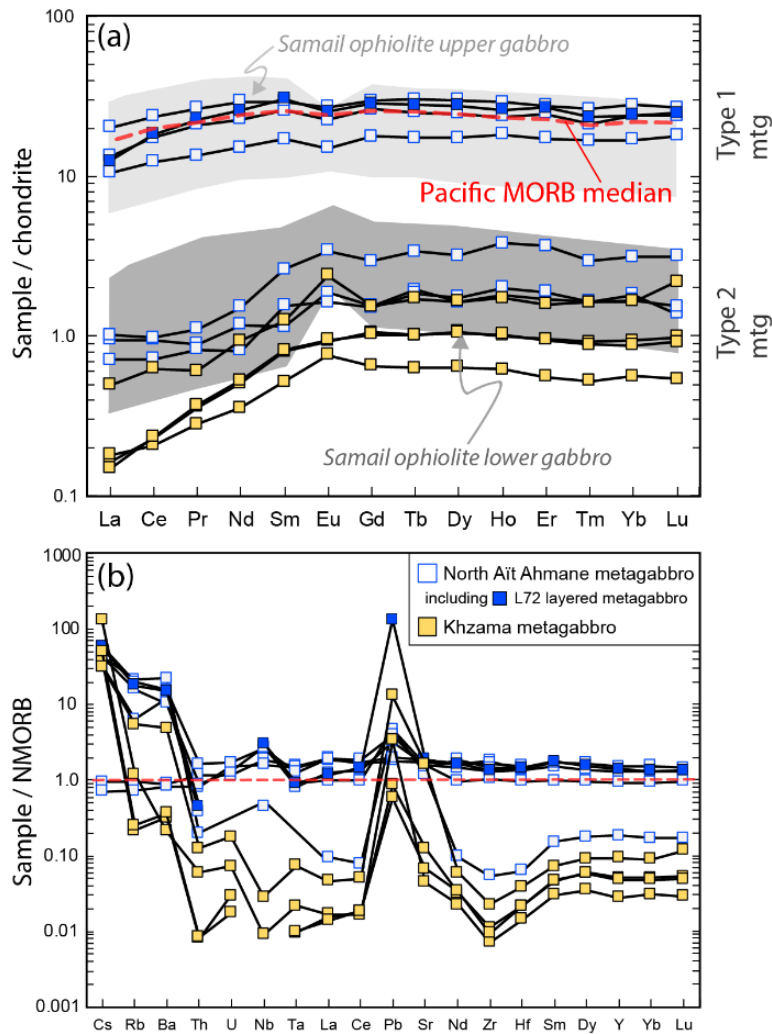 (a)
Samail ophiolite upper gabbro
Pacific MORB median
Samail ophiolite lower gabbro
Sample / chondrite
100
10
1.0
0.1
Type 1
mtg
Type 2
mtg
La Ce Pr Nd Sm Eu Gd Tb Dy Ho Er Tm Yb Lu
(b)
North Aït Ahmane metagabbro
including L72 layered metagabbro
Khzama metagabbro
Sample / NMORB
1000
100
10
1.0
0.10
0.01
0.001
Cs Rb Ba Th U Nb Ta La Ce Pb Sr Nd Zr Hf Sm Dy Y Yb Lu